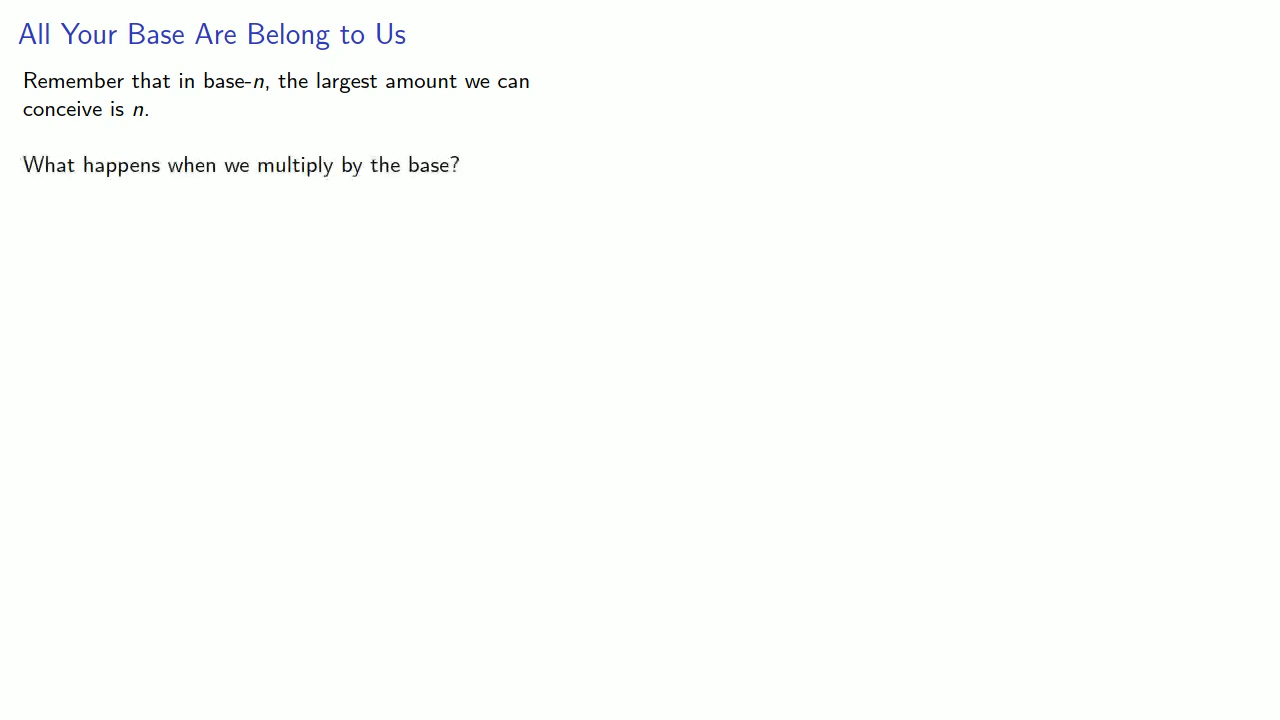 All Your Base Are Belong to Us
Remember that in base-n, the largest amount we can
conceive is n.
What happens when we multiply by the base?